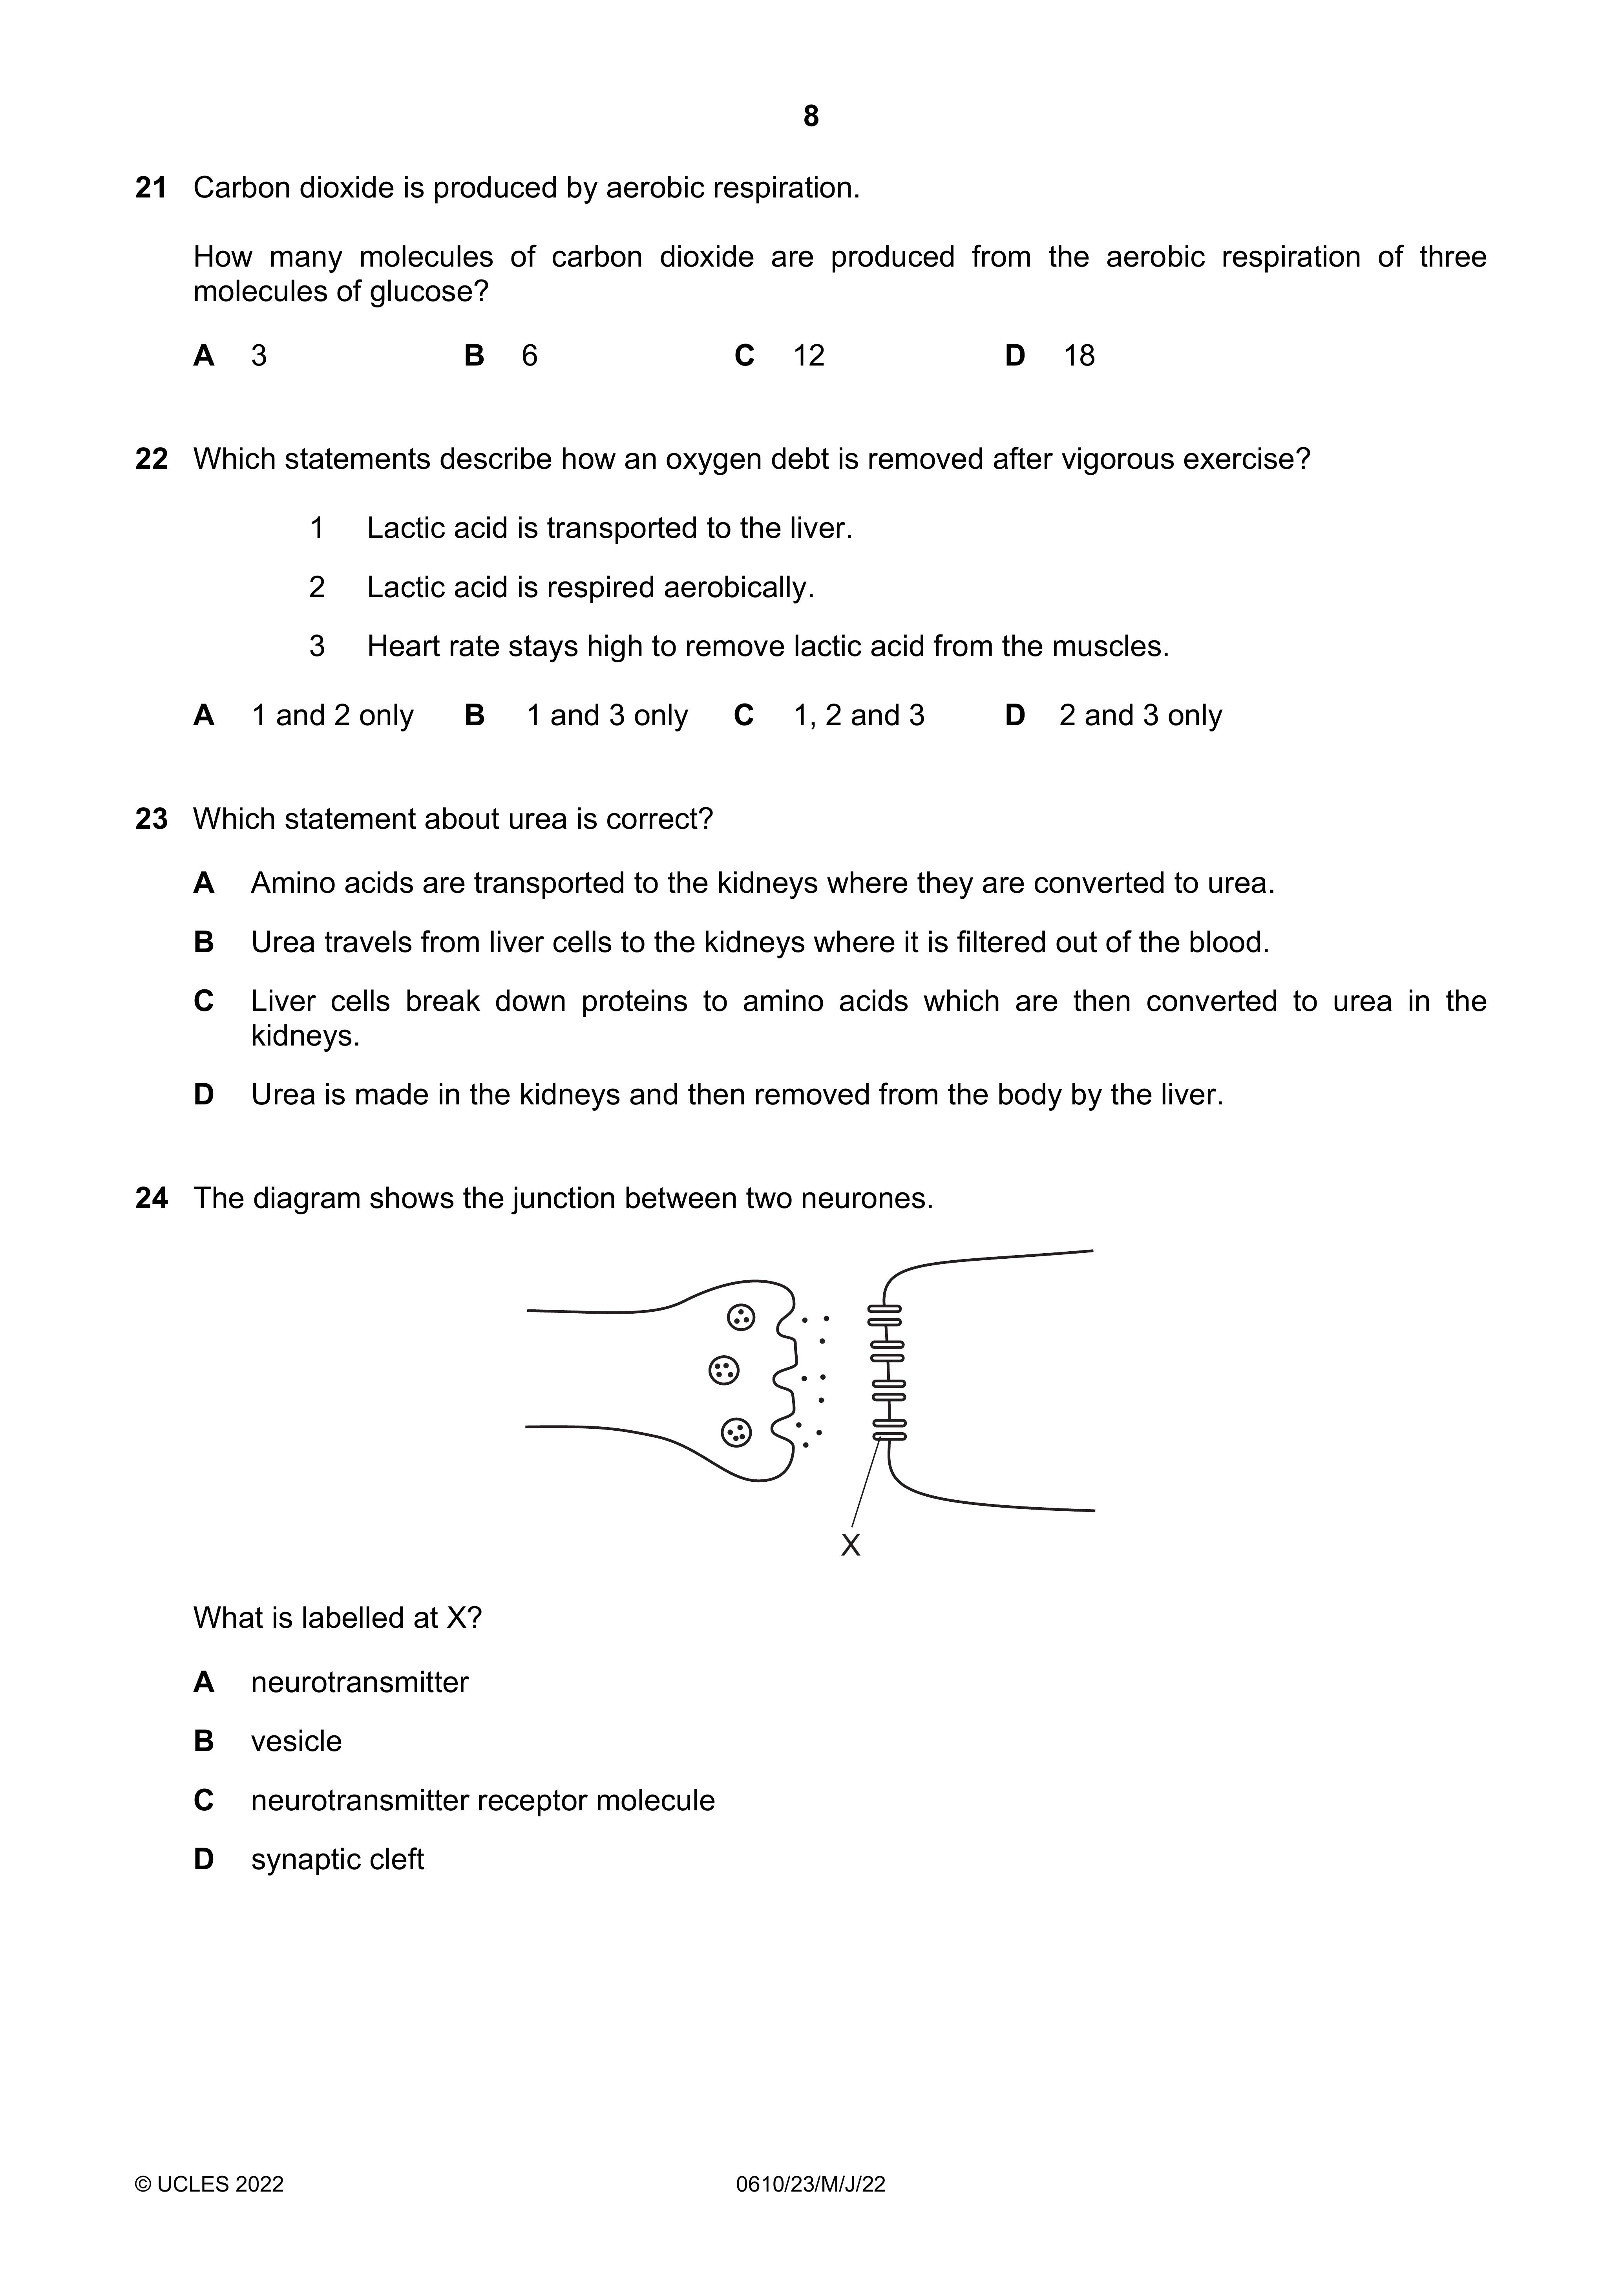 8
21 Carbon dioxide is produced by aerobic respiration.
How many molecules of carbon dioxide are produced from the aerobic respiration of three
molecules of glucose?
A 3 B 6 C 12 D 18
22 Which statements describe how an oxygen debt is removed after vigorous exercise?
1 Lactic acid is transported to the liver.
2 Lactic acid is respired aerobically.
3 Heart rate stays high to remove lactic acid from the muscles.
A 1 and 2 only B 1 and 3 only C 1, 2 and 3 D 2 and 3 only
23 Which statement about urea is correct?
A Amino acids are transported to the kidneys where they are converted to urea.
B Urea travels from liver cells to the kidneys where it is filtered out of the blood.
C Liver cells break down proteins to amino acids which are then converted to urea in the
kidneys.
D Urea is made in the kidneys and then removed from the body by the liver.
24 The diagram shows the junction between two neurones.
X
What is labelled at X?
A neurotransmitter
B vesicle
C neurotransmitter receptor molecule
D synaptic cleft
© UCLES 2022 0610/23/M/J/22